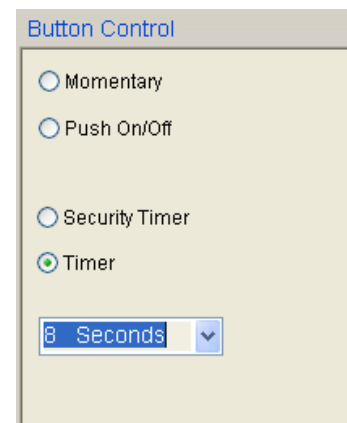 Button Control
Momentary
Push On/Off
Security Timer
Timer
8 Seconds